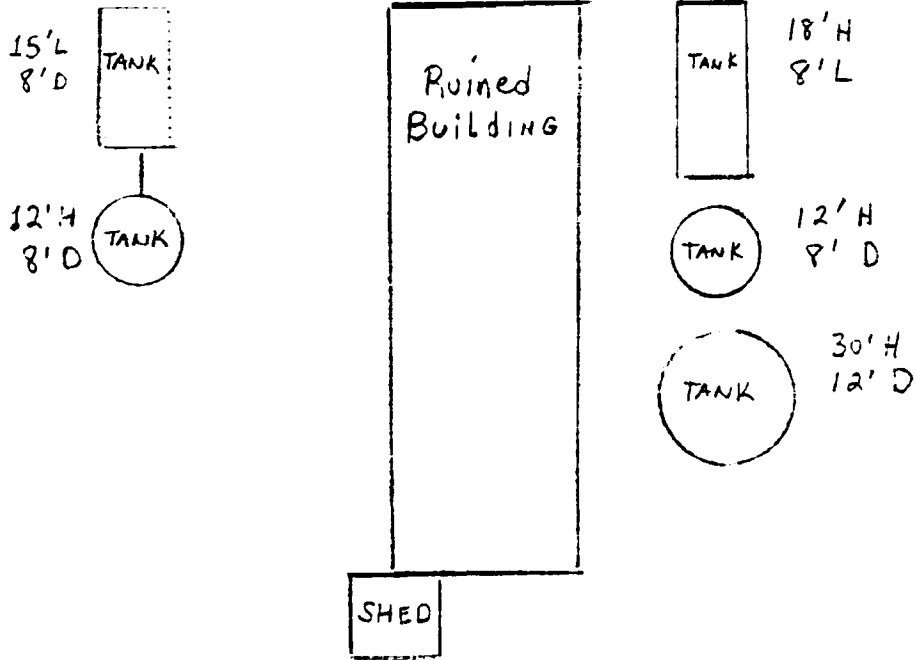 15'L
8'D
TANK
12'H
8'D
TANK
Ruined
BuildING
SHED
TANK
18'H
8'L
TANK
12'H
8' D
TANK
30'H
12' D